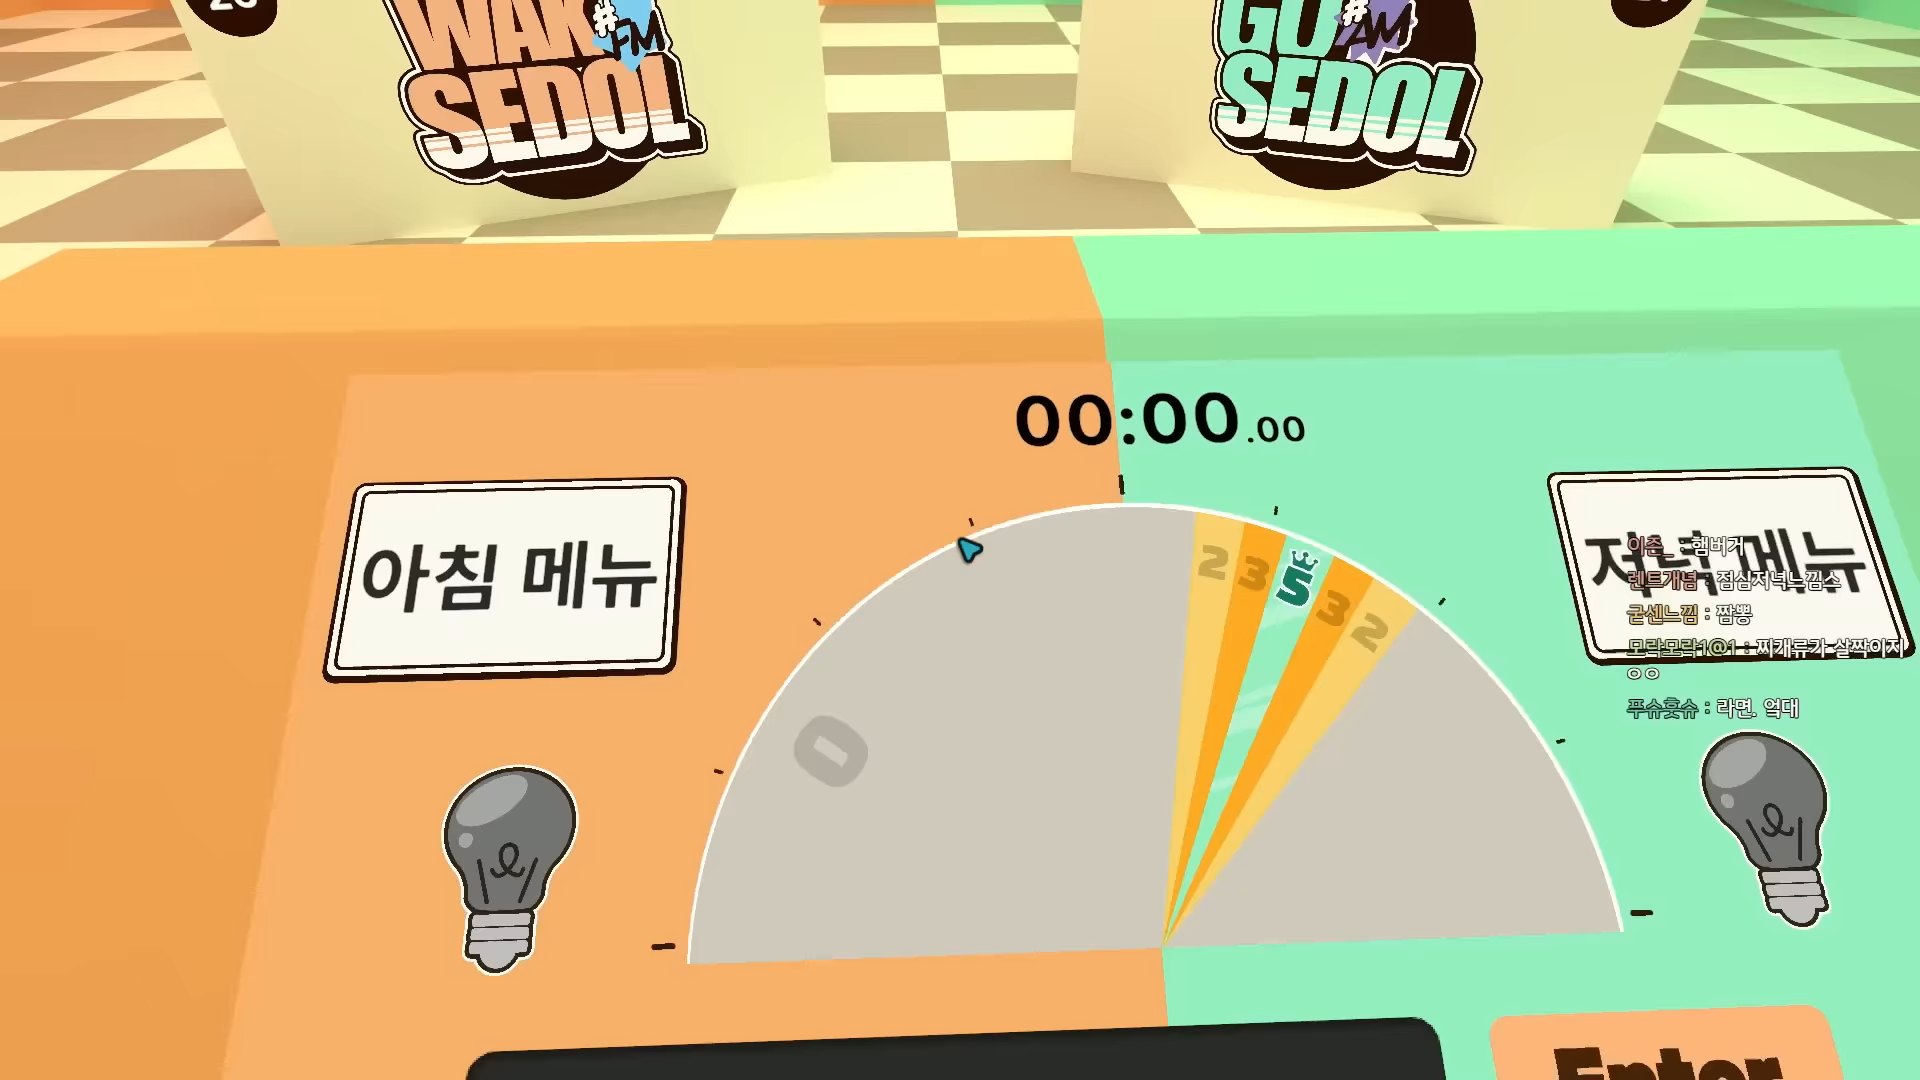 #FM
SEDOL
GO #AM
SEDOL
00:00.00
아침 메뉴
저녁 메뉴
이즌_ : 햄버거
렌트개념 : 점심저녁느낌소
굳센느낌 : 짬뽕
모락모락1@1 : 찌개류가 살짝이지
ㅇㅇ
푸슈훗슈 : 라면. 억대
2 3 5 3 2
0
Enter